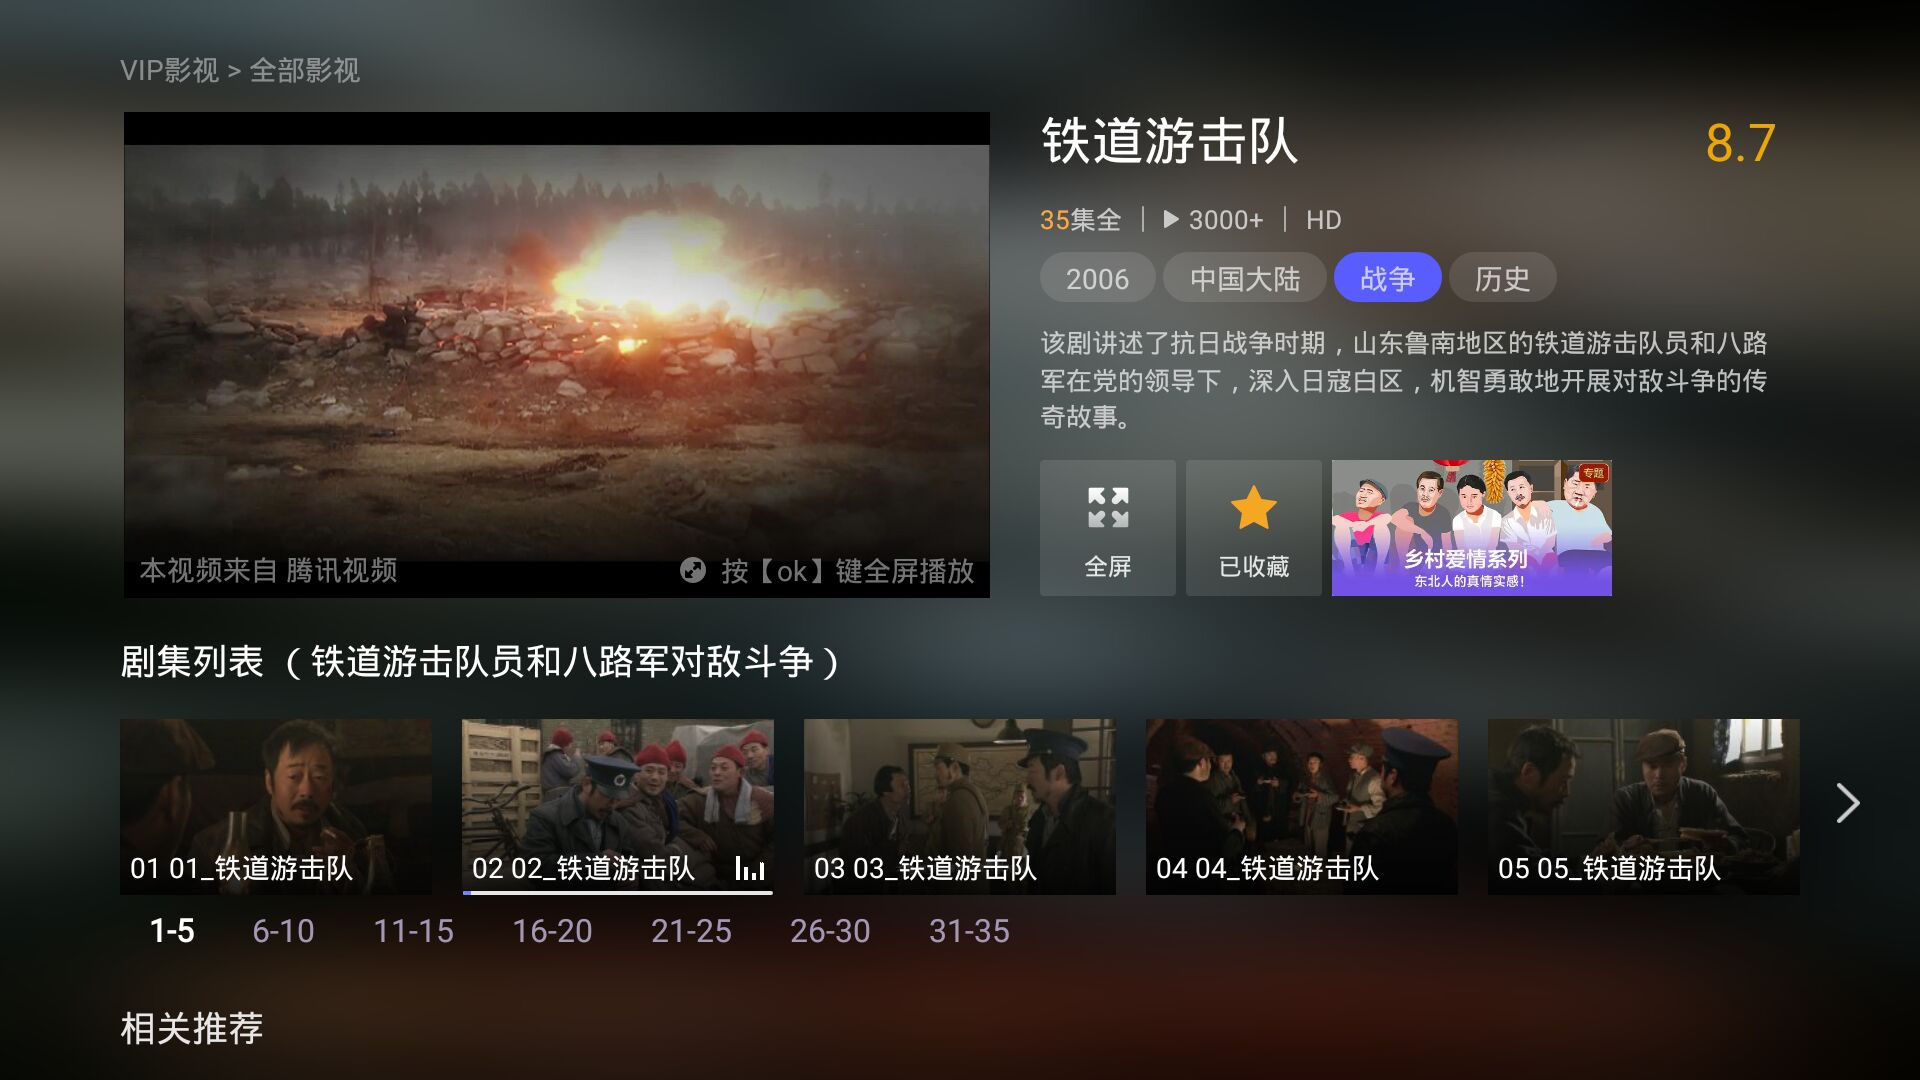 VIP影视 > 全部影视
铁道游击队
8.7
35集全 | ▶ 3000+ | HD
2006 中国大陆 战争 历史
该剧讲述了抗日战争时期，山东鲁南地区的铁道游击队员和八路
军在党的领导下，深入日寇白区，机智勇敢地开展对敌斗争的传
奇故事。
本视频来自 腾讯视频
按【ok】键全屏播放
全屏
已收藏
专题
乡村爱情系列
东北人的真情实感！
剧集列表 （铁道游击队员和八路军对敌斗争）
01 01_铁道游击队
02 02_铁道游击队
03 03_铁道游击队
04 04_铁道游击队
05 05_铁道游击队
1-5 6-10 11-15 16-20 21-25 26-30 31-35
相关推荐